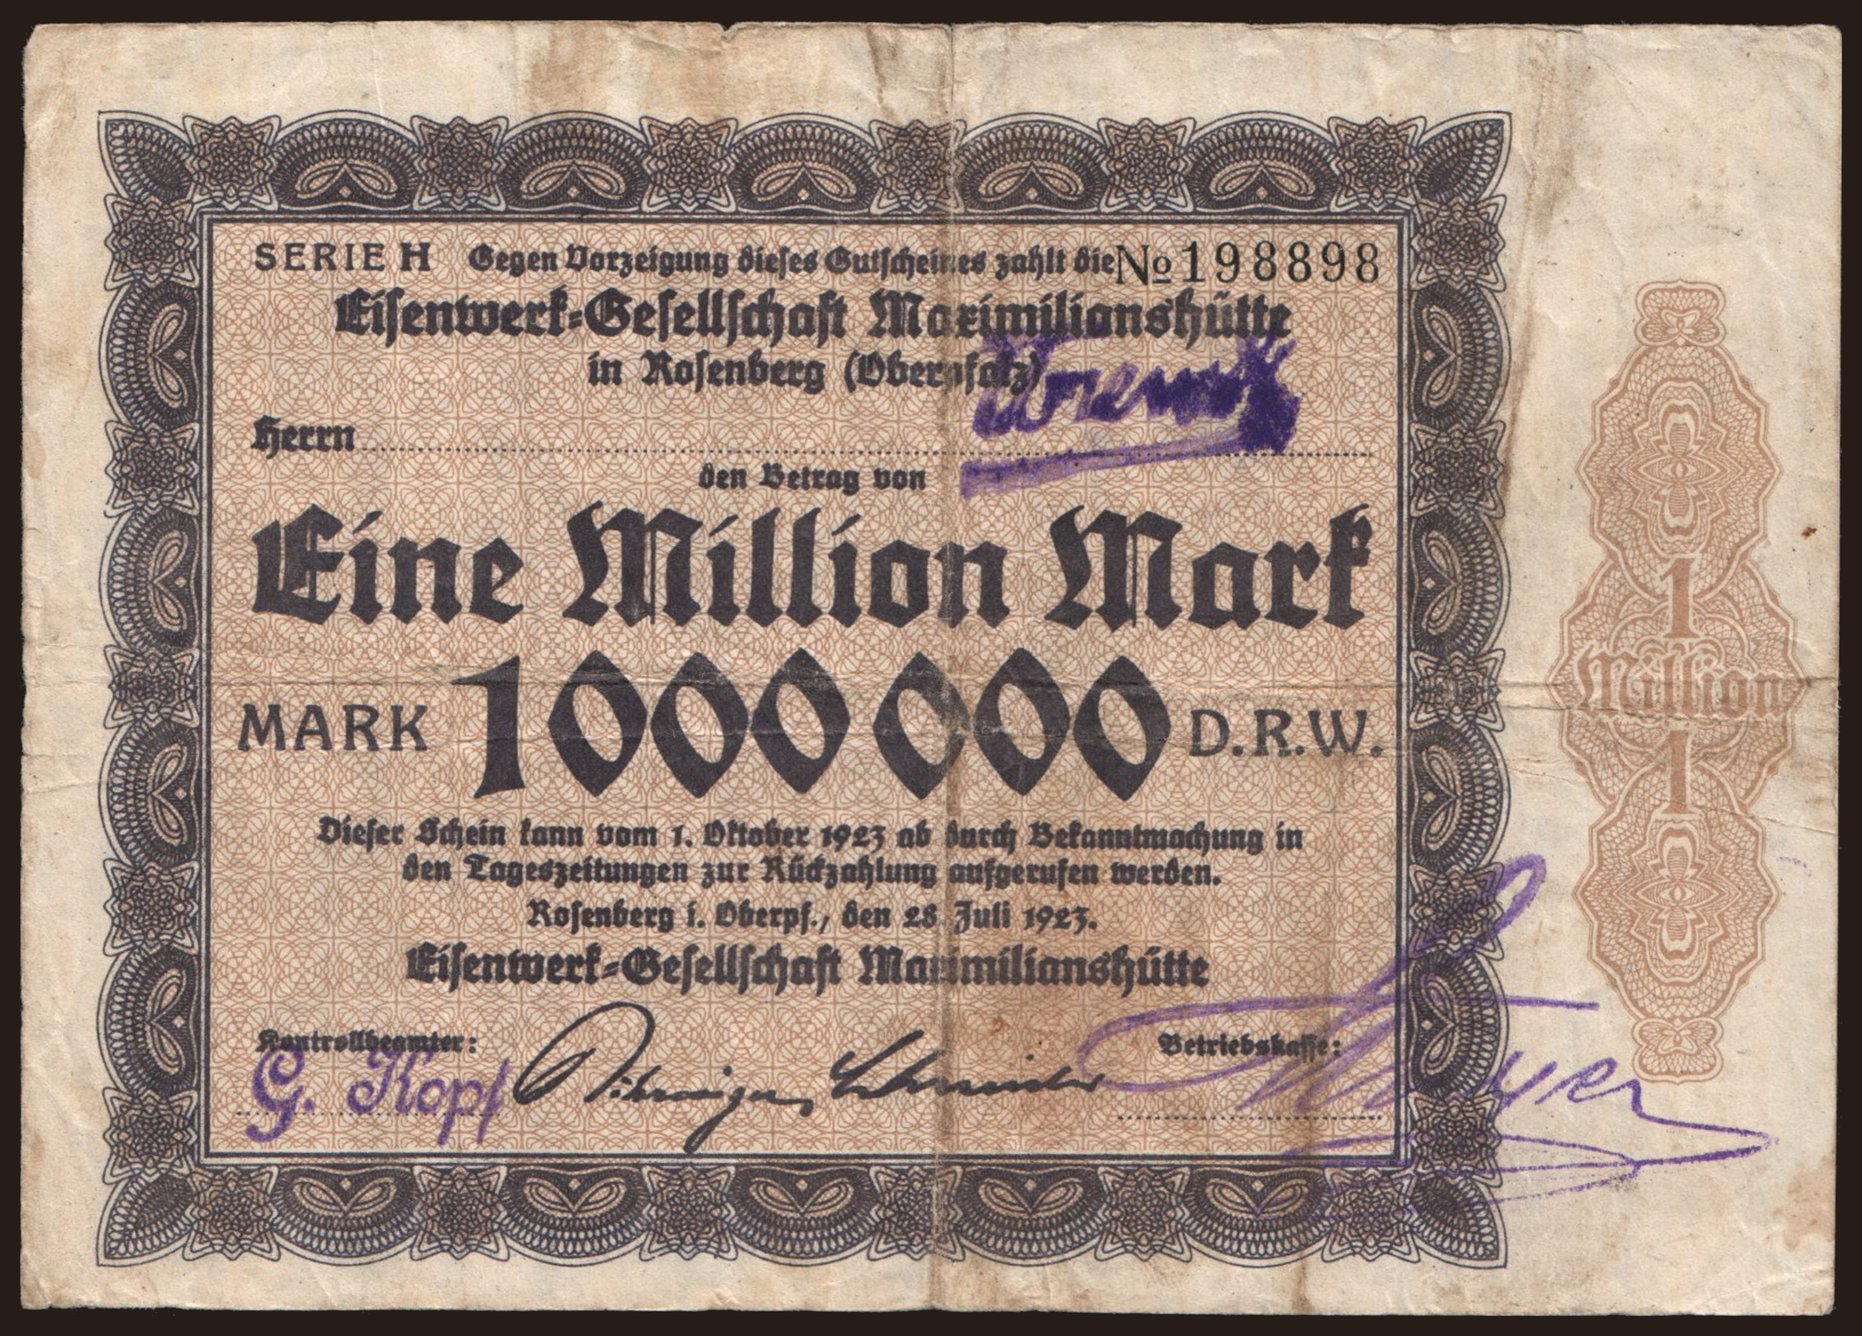 SERIE H Gegen Vorzeigung dieses Gutscheines zahlt die No 198898
Eisenwerk-Gesellschaft Maximilianshütte
in Rosenberg (Oberpfalz)
Herrn
den Betrag von
Eine Million Mark
MARK 1000000 D.R.W.
Dieser Schein kann vom 1. Oktober 1923 ab durch Bekanntmachung in
den Tageszeitungen zur Rückzahlung aufgerufen werden.
Rosenberg i. Oberpf., den 28. Juli 1923.
Eisenwerk-Gesellschaft Maximilianshütte
Kontrollbeamter: Betriebskasse:
G. Kopf
1
Million
1